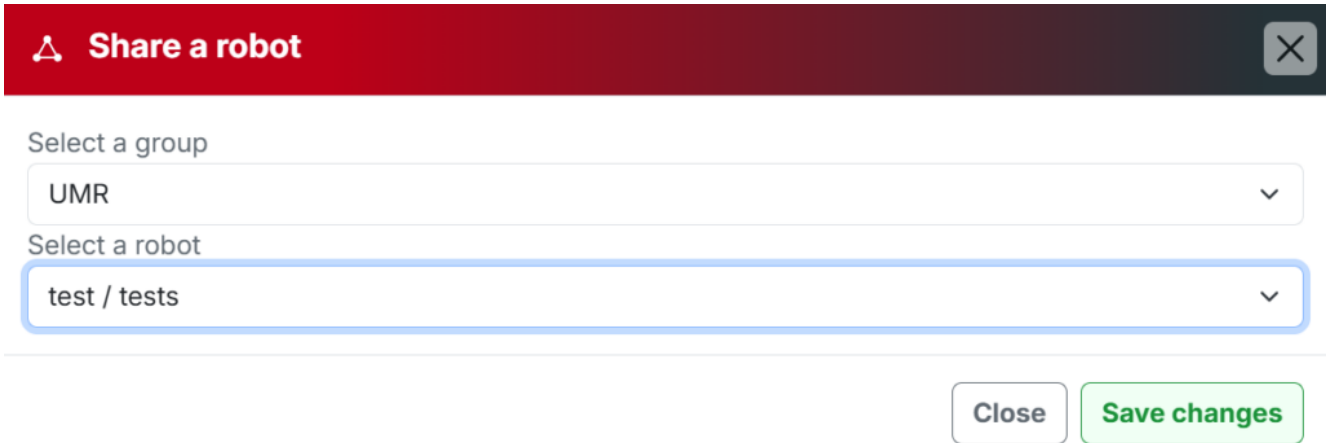 Share a robot
Select a group
UMR
Select a robot
test / tests
Close Save changes